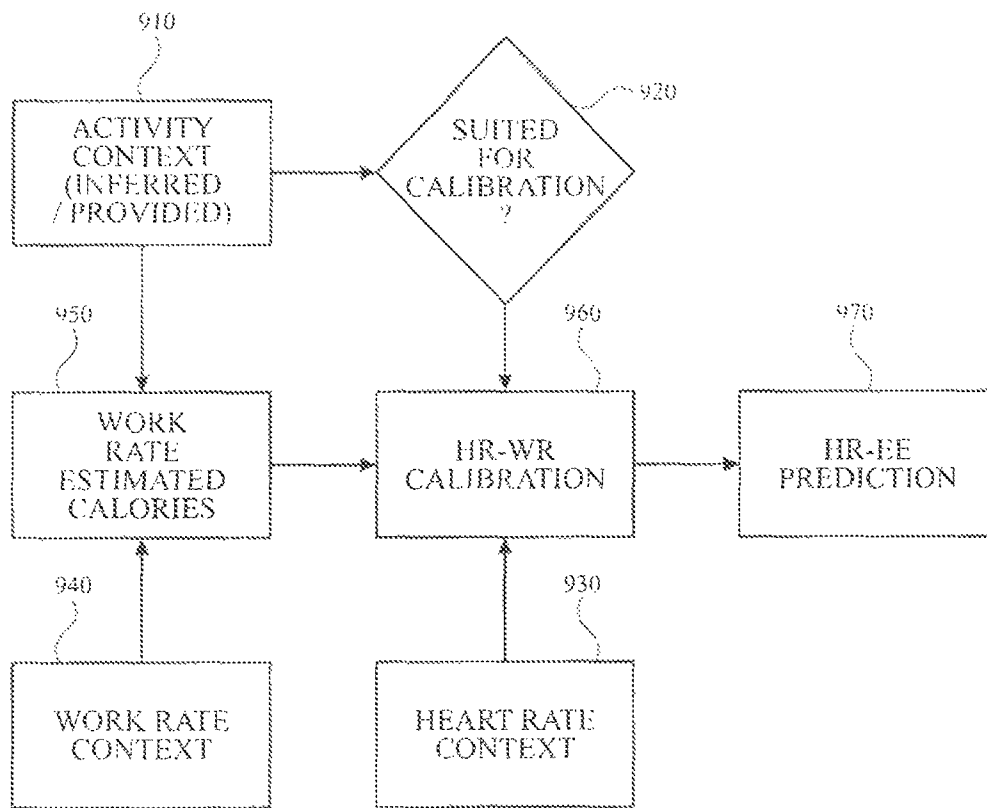 910
ACTIVITY
CONTEXT
(INFERRED
/ PROVIDED)
920
SUITED
FOR
CALIBRATION
?
950
WORK
RATE
ESTIMATED
CALORIES
960
HR-WR
CALIBRATION
970
HR-EE
PREDICTION
940
WORK RATE
CONTEXT
930
HEART RATE
CONTEXT